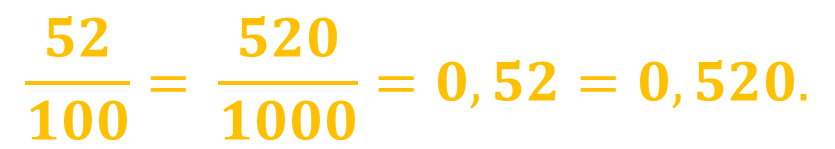 52/100 = 520/1000 = 0,52 = 0,520.